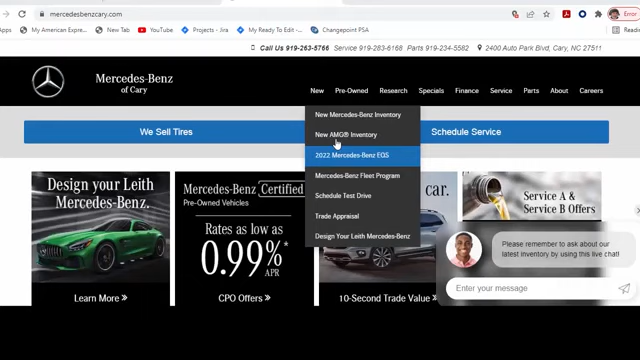 mercedesbenzcary.com
Error
Apps
My American Expre...
New Tab
YouTube
Projects - Jira
My Ready To Edit -...
Changepoint PSA
Readin
Call Us 919-263-5766 Service 919-283-6168 Parts 919-234-5582 2400 Auto Park Blvd, Cary, NC 27511
Mercedes-Benz
of Cary
New Pre-Owned Research Specials Finance Service Parts About Careers
New Mercedes-Benz Inventory
New AMG® Inventory
2022 Mercedes-Benz EQS
Mercedes-Benz Fleet Program
Schedule Test Drive
Trade Appraisal
Design Your Leith Mercedes-Benz
We Sell Tires
Schedule Service
Design your Leith
Mercedes-Benz.
Learn More »
Mercedes-Benz Certified
Pre-Owned Vehicles
Rates as low as
0.99%*
APR
CPO Offers »
car.
10-Second Trade Value »
Service A &
Service B Offers
Please remember to ask about our
latest inventory by using this live chat!
Enter your message